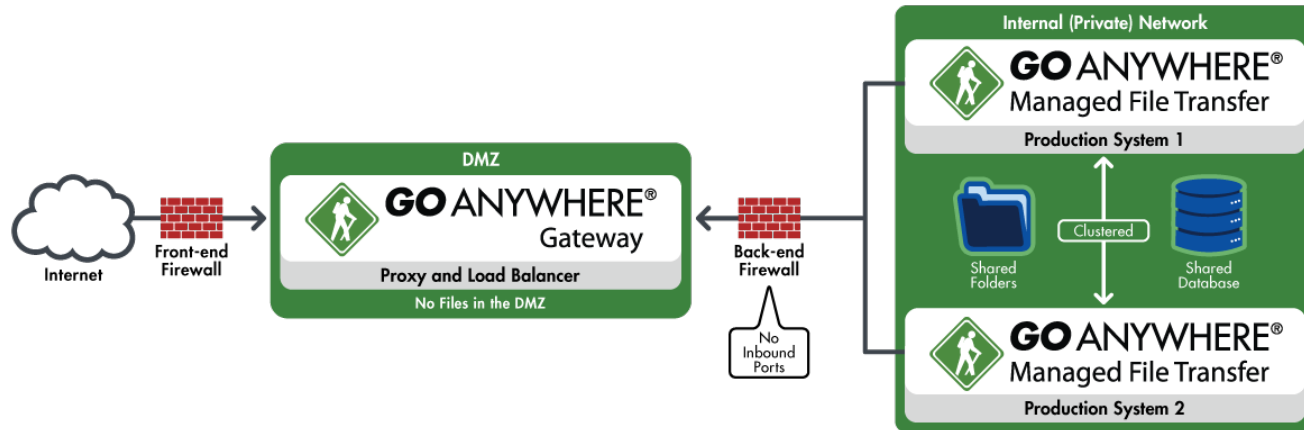 Internet
Front-end
Firewall
DMZ
GO ANYWHERE®
Gateway
Proxy and Load Balancer
No Files in the DMZ
Back-end
Firewall
No
Inbound
Ports
Internal (Private) Network
GO ANYWHERE®
Managed File Transfer
Production System 1
Shared
Folders
Clustered
Shared
Database
GO ANYWHERE®
Managed File Transfer
Production System 2